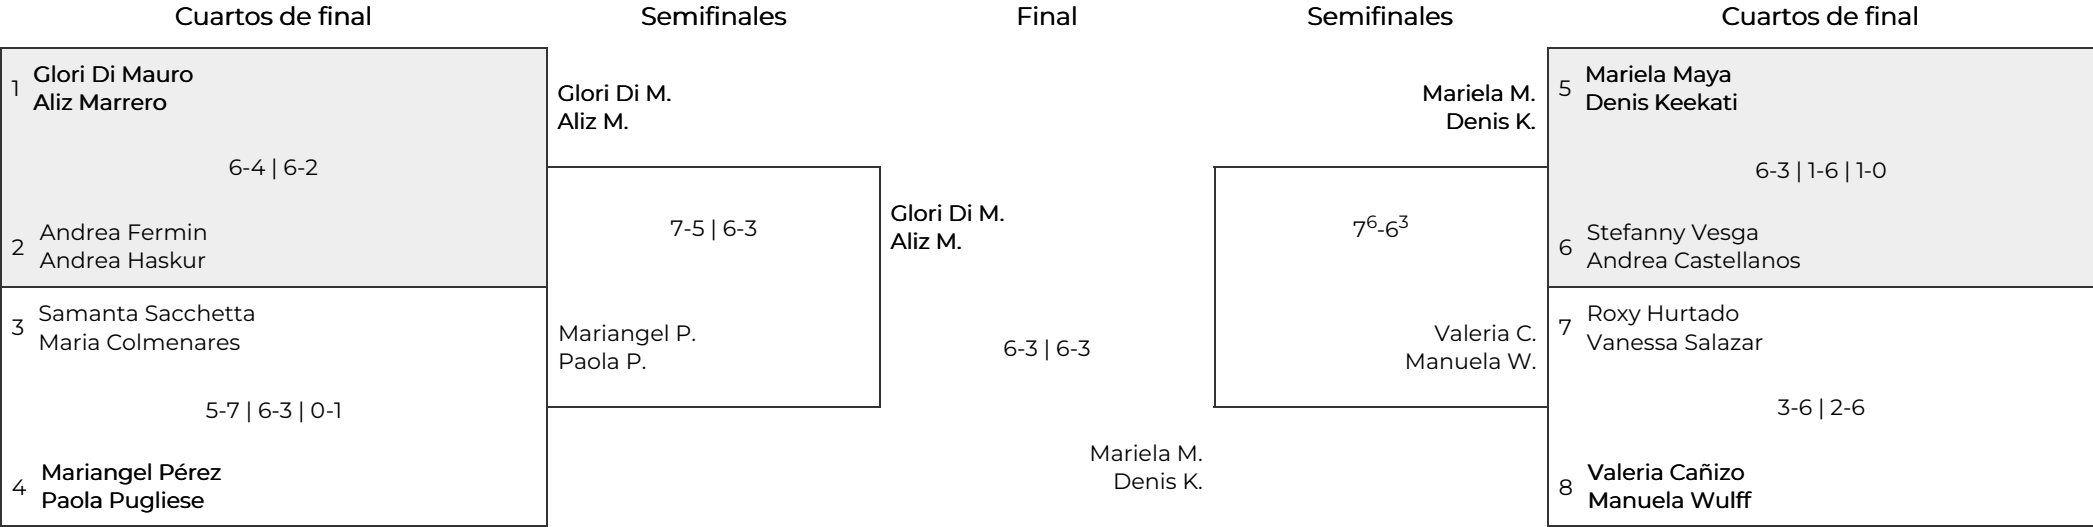 Cuartos de final
Semifinales
Final
Semifinales
Cuartos de final
1
Glori Di Mauro
Aliz Marrero
6-4 | 6-2
2
Andrea Fermin
Andrea Haskur
3
Samanta Sacchetta
Maria Colmenares
5-7 | 6-3 | 0-1
4
Mariangel Pérez
Paola Pugliese
Glori Di M.
Aliz M.
7-5 | 6-3
Mariangel P.
Paola P.
Glori Di M.
Aliz M.
6-3 | 6-3
Mariela M.
Denis K.
Mariela M.
Denis K.
7⁶-6³
Valeria C.
Manuela W.
5
Mariela Maya
Denis Keekati
6-3 | 1-6 | 1-0
6
Stefanny Vesga
Andrea Castellanos
7
Roxy Hurtado
Vanessa Salazar
3-6 | 2-6
8
Valeria Cañizo
Manuela Wulff